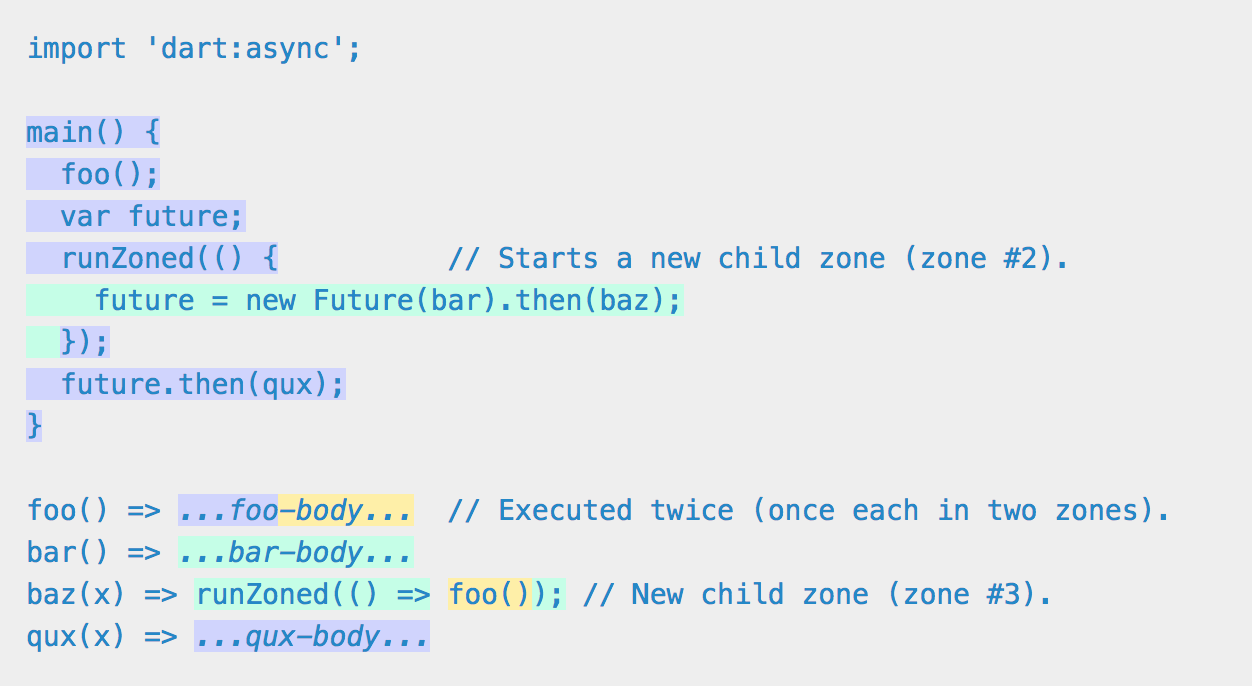 import 'dart:async';
main() {
  foo();
  var future;
  runZoned(() {          // Starts a new child zone (zone #2).
    future = new Future(bar).then(baz);
  });
  future.then(qux);
}
foo() => ...foo-body...  // Executed twice (once each in two zones).
bar() => ...bar-body...
baz(x) => runZoned(() => foo()); // New child zone (zone #3).
qux(x) => ...qux-body...